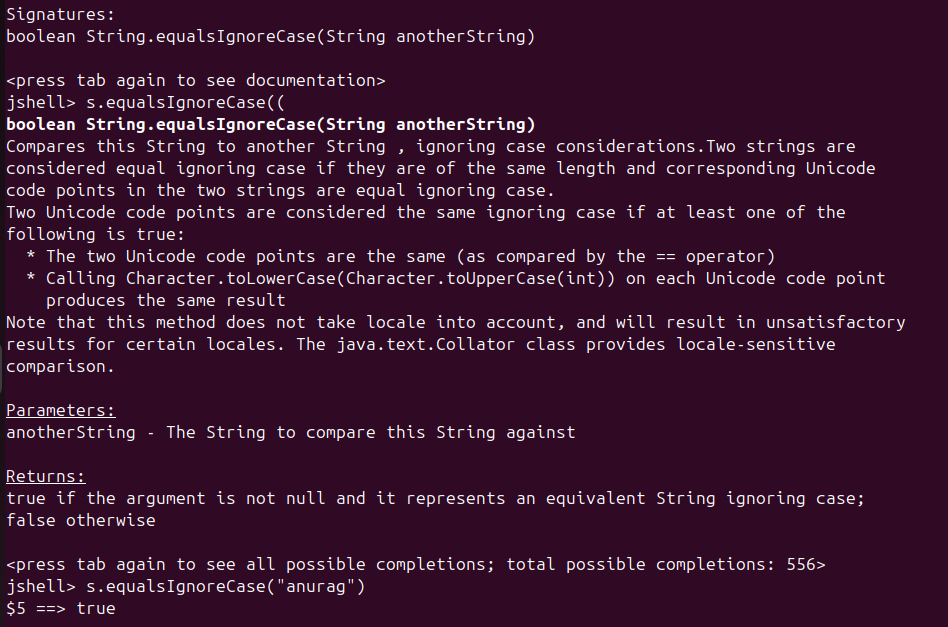 Signatures:
boolean String.equalsIgnoreCase(String anotherString)
<press tab again to see documentation>
jshell> s.equalsIgnoreCase((
boolean String.equalsIgnoreCase(String anotherString)
Compares this String to another String , ignoring case considerations.Two strings are
considered equal ignoring case if they are of the same length and corresponding Unicode
code points in the two strings are equal ignoring case.
Two Unicode code points are considered the same ignoring case if at least one of the
following is true:
* The two Unicode code points are the same (as compared by the == operator)
* Calling Character.toLowerCase(Character.toUpperCase(int)) on each Unicode code point
produces the same result
Note that this method does not take locale into account, and will result in unsatisfactory
results for certain locales. The java.text.Collator class provides locale-sensitive
comparison.
Parameters:
anotherString - The String to compare this String against
Returns:
true if the argument is not null and it represents an equivalent String ignoring case;
false otherwise
<press tab again to see all possible completions; total possible completions: 556>
jshell> s.equalsIgnoreCase("anurag")
$5 ==> true